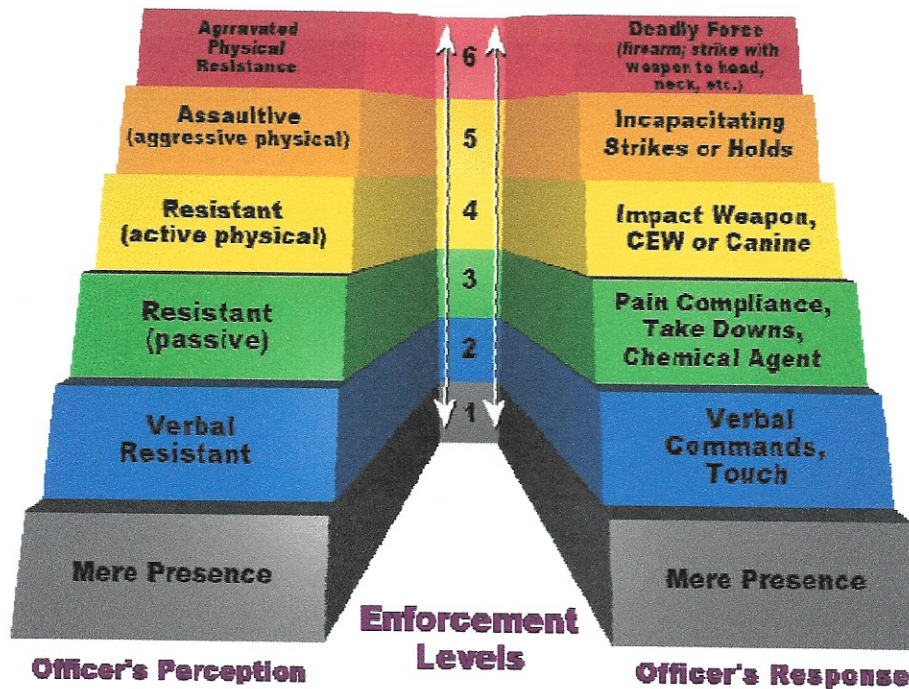 Agrravated
Physical
Resistance
6
Deadly Force
(firearm; strike with
weapon to head,
neck, etc.)
Assaultive
(aggressive physical)
5
Incapacitating
Strikes or Holds
Resistant
(active physical)
4
Impact Weapon,
CEW or Canine
Resistant
(passive)
3
Pain Compliance,
Take Downs,
Chemical Agent
Verbal
Resistant
2
Verbal
Commands,
Touch
Mere Presence
1
Mere Presence
Enforcement
Levels
Officer's Perception
Officer's Response